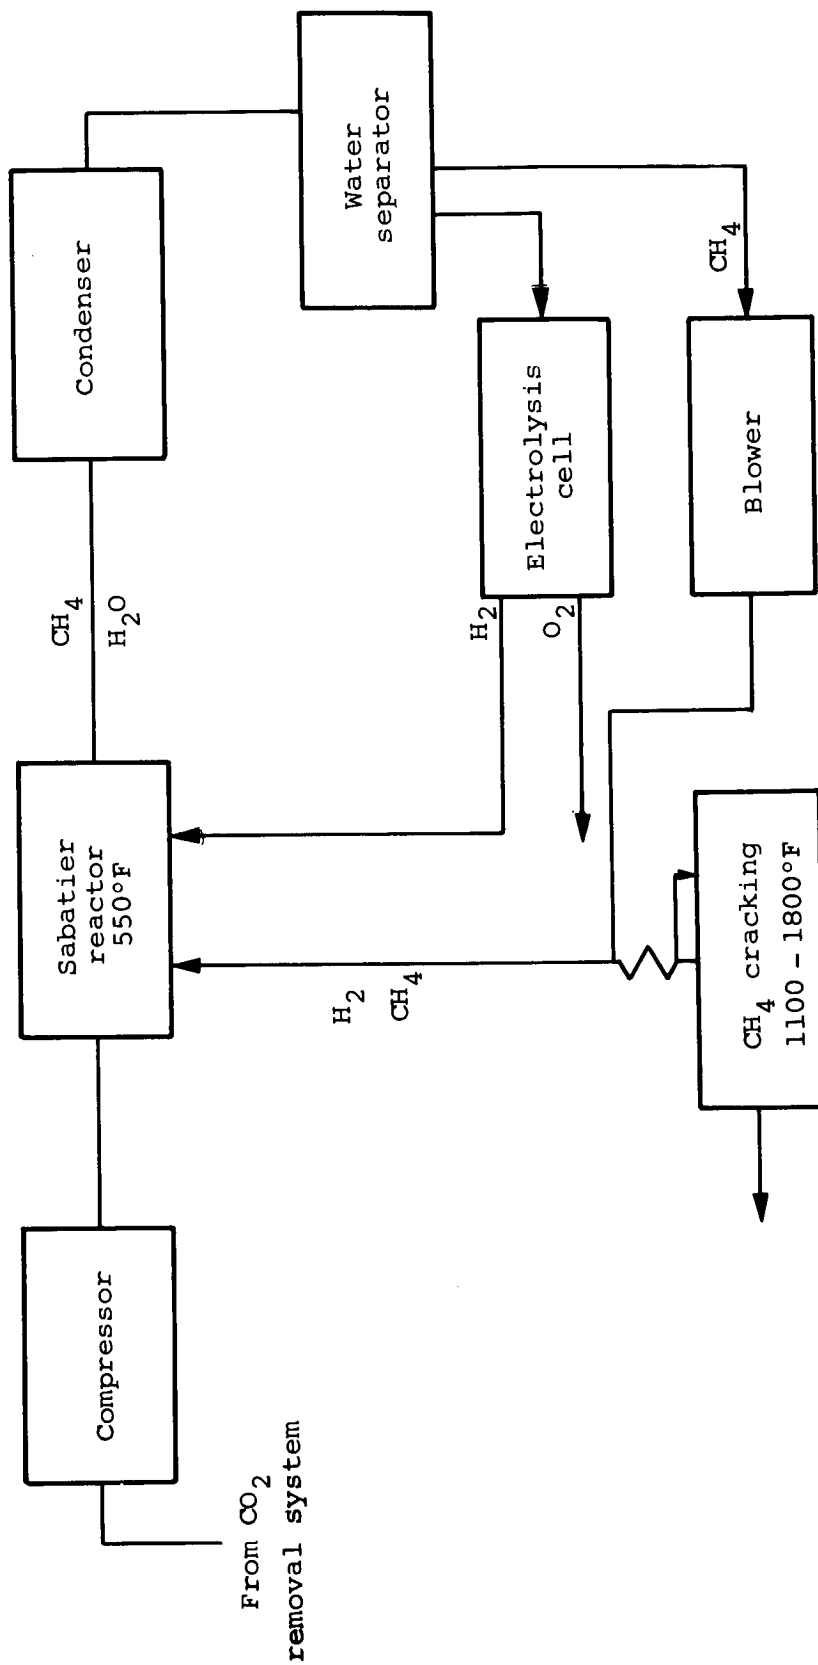 From CO2
removal system
Compressor
Sabatier
reactor
550°F
CH4
H2O
Condenser
Water
separator
H2
O2
Electrolysis
cell
H2
CH4
CH4
Blower
CH4 cracking
1100 - 1800°F